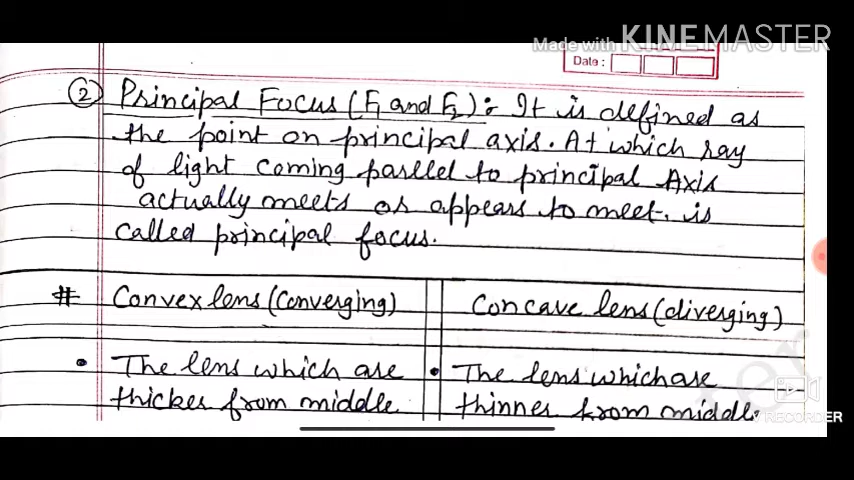 Made with KINEMASTER
Date :
② Principal Focus (F1 and F2) : It is defined as
the point on principal axis. At which ray
of light coming parllel to principal Axis
actually meets or appears to meet. is
called principal focus.
# Convex lens (Converging) Concave lens (diverging)
• The lens which are • The lens which are
thicker from middle thinner from middle
RECORDER